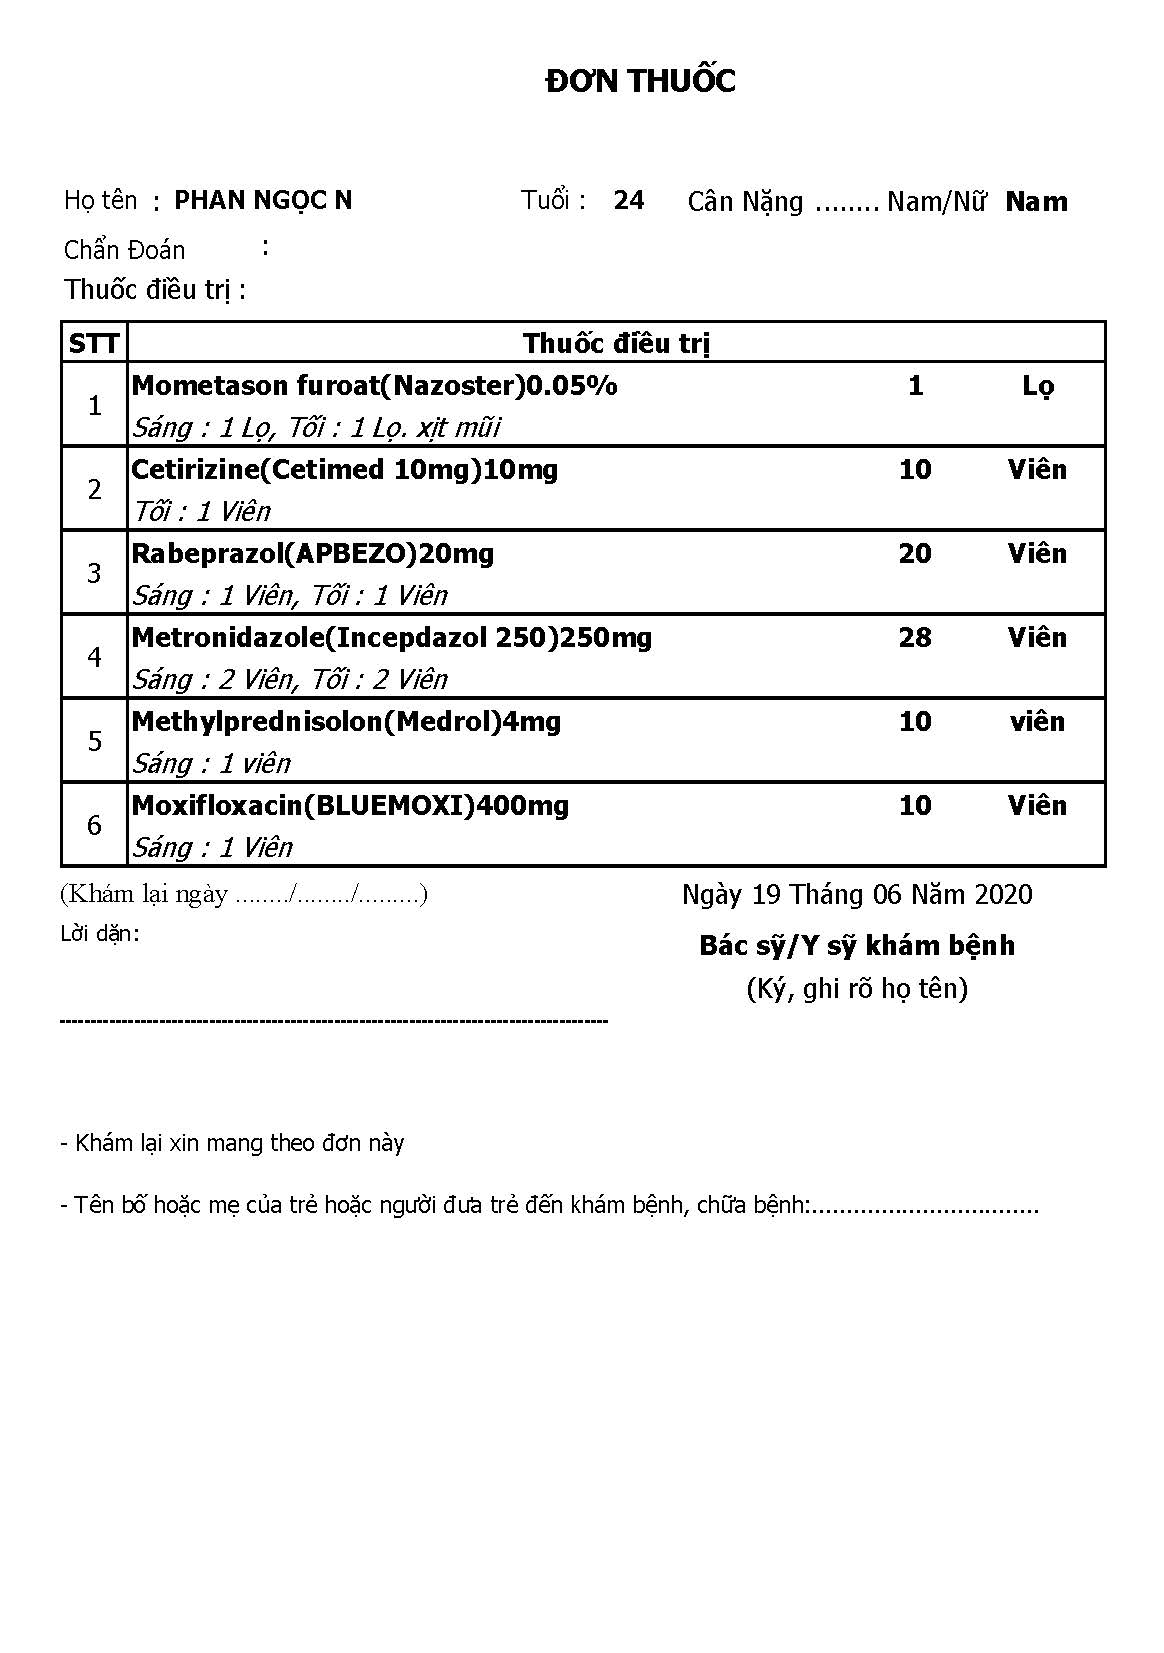 ĐƠN THUỐC
Họ tên : PHAN NGỌC N Tuổi : 24 Cân Nặng ........ Nam/Nữ Nam
Chẩn Đoán :
Thuốc điều trị :
STT Thuốc điều trị
1 Mometason furoat(Nazoster)0.05% 1 Lọ
Sáng : 1 Lọ, Tối : 1 Lọ. xịt mũi
2 Cetirizine(Cetimed 10mg)10mg 10 Viên
Tối : 1 Viên
3 Rabeprazol(APBEZO)20mg 20 Viên
Sáng : 1 Viên, Tối : 1 Viên
4 Metronidazole(Incepdazol 250)250mg 28 Viên
Sáng : 2 Viên, Tối : 2 Viên
5 Methylprednisolon(Medrol)4mg 10 viên
Sáng : 1 viên
6 Moxifloxacin(BLUEMOXI)400mg 10 Viên
Sáng : 1 Viên
(Khám lại ngày ......../......../.........) Ngày 19 Tháng 06 Năm 2020
Lời dặn:
Bác sỹ/Y sỹ khám bệnh
(Ký, ghi rõ họ tên)
- Khám lại xin mang theo đơn này
- Tên bố hoặc mẹ của trẻ hoặc người đưa trẻ đến khám bệnh, chữa bệnh:.................................